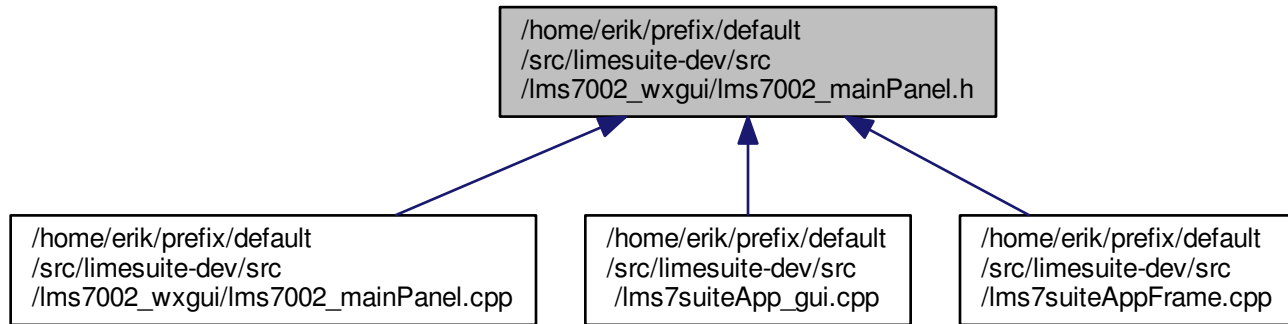 /home/erik/prefix/default
/src/limesuite-dev/src
/lms7002_wxgui/lms7002_mainPanel.h
/home/erik/prefix/default
/src/limesuite-dev/src
/lms7002_wxgui/lms7002_mainPanel.cpp
/home/erik/prefix/default
/src/limesuite-dev/src
/lms7suiteApp_gui.cpp
/home/erik/prefix/default
/src/limesuite-dev/src
/lms7suiteAppFrame.cpp